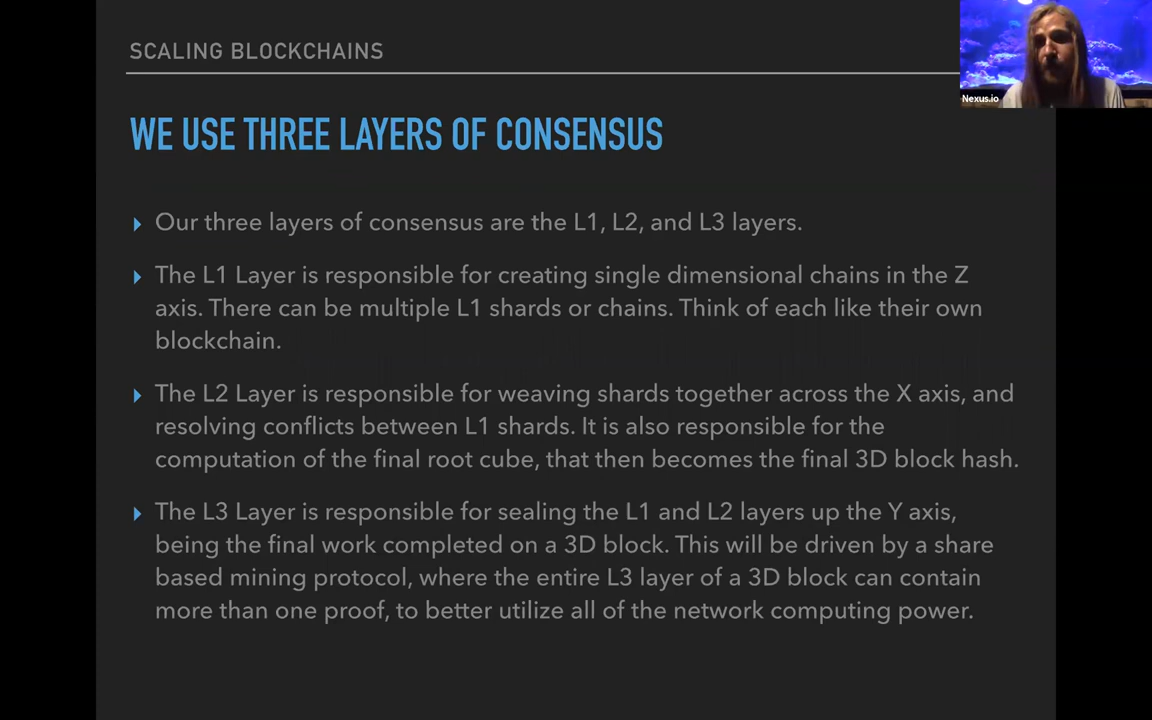 SCALING BLOCKCHAINS
Nexus.io
WE USE THREE LAYERS OF CONSENSUS
Our three layers of consensus are the L1, L2, and L3 layers.
The L1 Layer is responsible for creating single dimensional chains in the Z
axis. There can be multiple L1 shards or chains. Think of each like their own
blockchain.
The L2 Layer is responsible for weaving shards together across the X axis, and
resolving conflicts between L1 shards. It is also responsible for the
computation of the final root cube, that then becomes the final 3D block hash.
The L3 Layer is responsible for sealing the L1 and L2 layers up the Y axis,
being the final work completed on a 3D block. This will be driven by a share
based mining protocol, where the entire L3 layer of a 3D block can contain
more than one proof, to better utilize all of the network computing power.